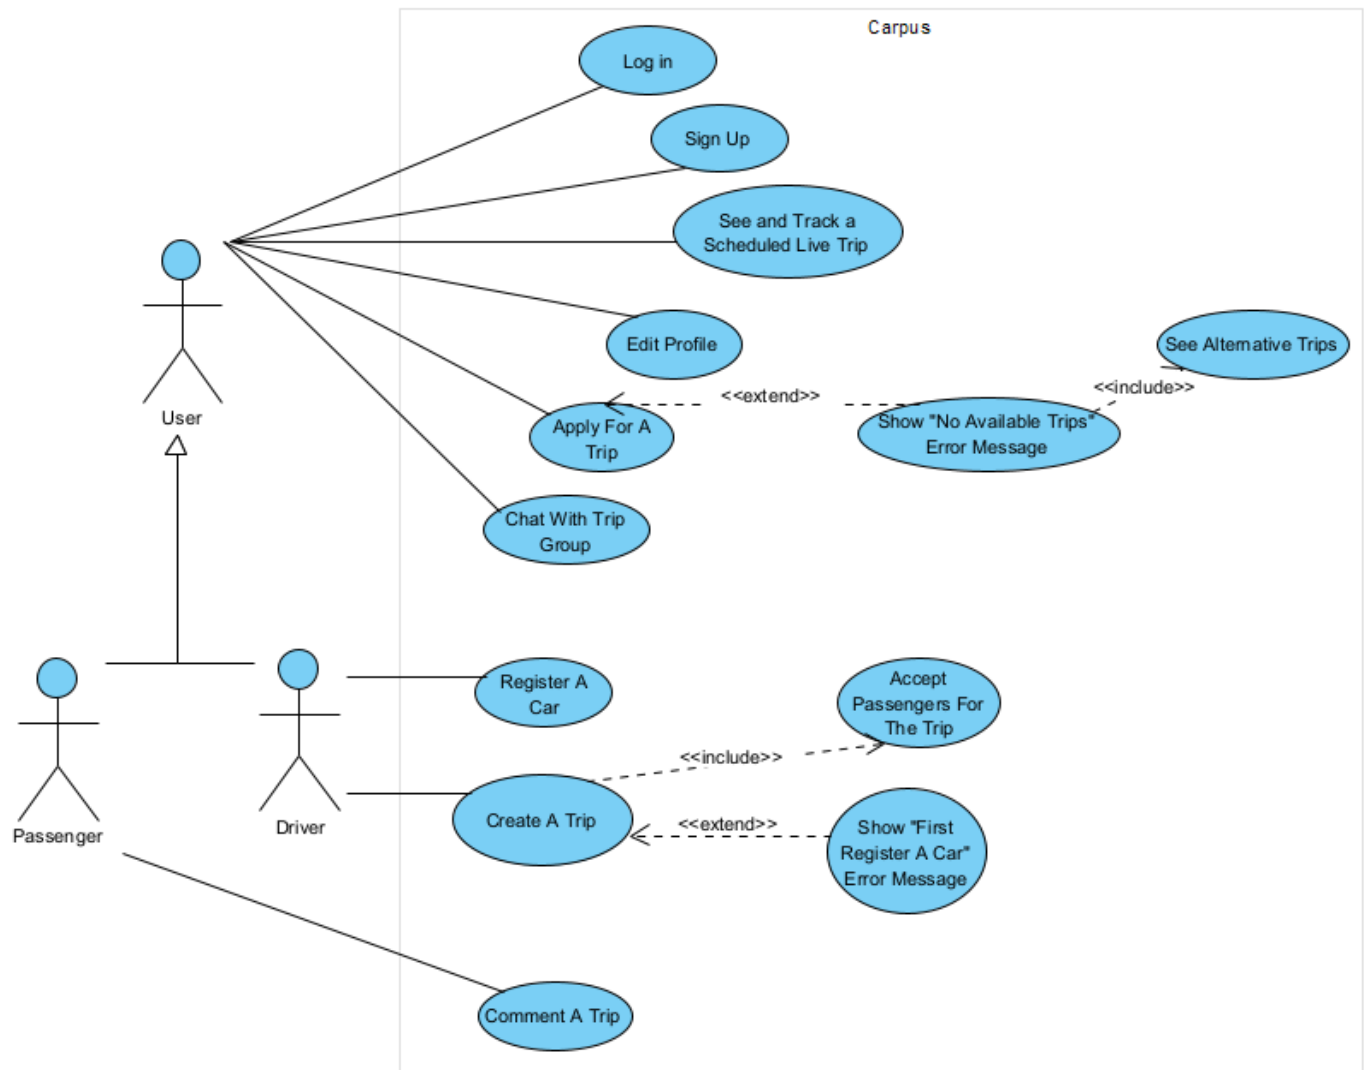 Carpus
Log in
Sign Up
See and Track a
Scheduled Live Trip
Edit Profile
See Alternative Trips
<<include>>
<<extend>>
Show "No Available Trips"
Error Message
Apply For A
Trip
User
Chat With Trip
Group
Register A
Car
Accept
Passengers For
The Trip
<<include>>
Create A Trip
<<extend>>
Show "First
Register A Car"
Error Message
Driver
Passenger
Comment A Trip